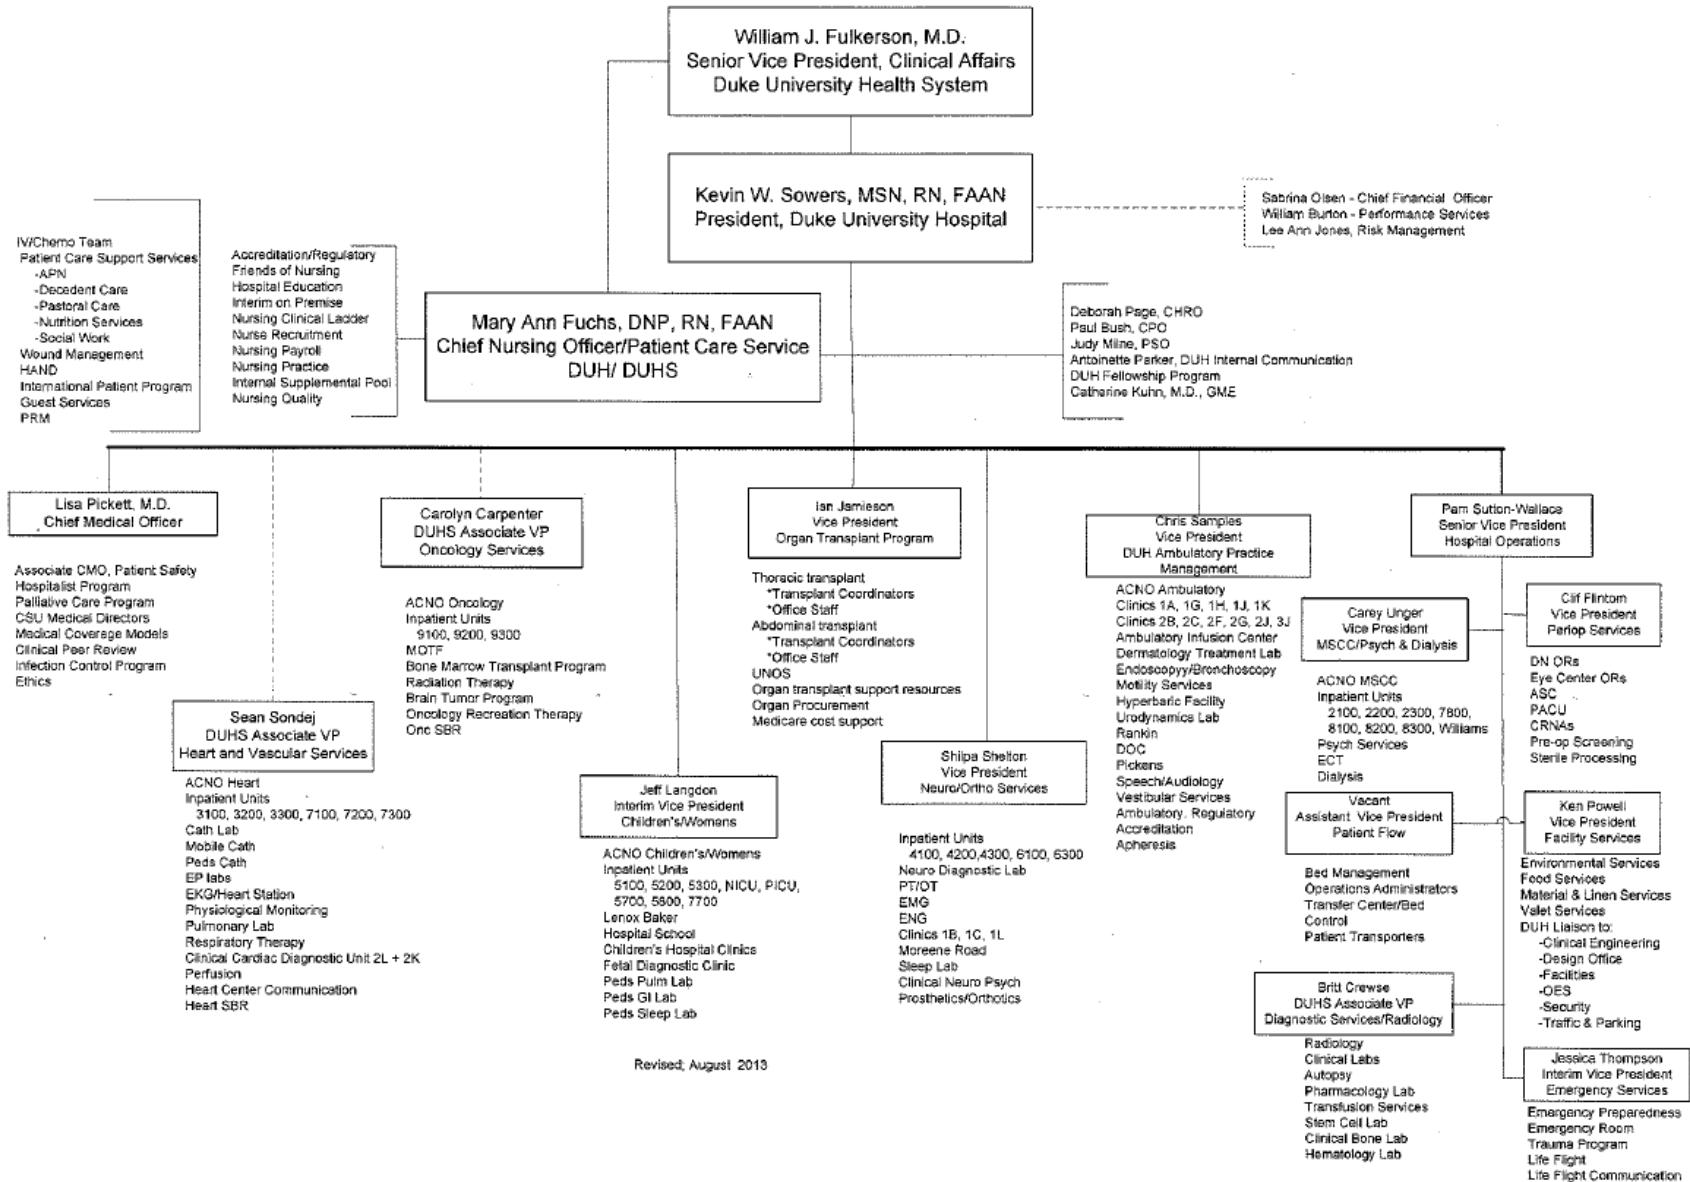 William J. Fulkerson, M.D.
Senior Vice President, Clinical Affairs
Duke University Health System
Kevin W. Sowers, MSN, RN, FAAN
President, Duke University Hospital
Sabrina Olsen - Chief Financial Officer
William Burton - Performance Services
Lee Ann Jones, Risk Management
IV/Chemo Team
Patient Care Support Services
-APN
-Decedent Care
-Pastoral Care
-Nutrition Services
-Social Work
Wound Management
HAND
International Patient Program
Guest Services
PRM
Accreditation/Regulatory
Friends of Nursing
Hospital Education
Interim on Premise
Nursing Clinical Ladder
Nurse Recruitment
Nursing Payroll
Nursing Practice
Internal Supplemental Pool
Nursing Quality
Mary Ann Fuchs, DNP, RN, FAAN
Chief Nursing Officer/Patient Care Service
DUH/ DUHS
Deborah Page, CHRO
Paul Bush, CPO
Judy Milne, PSO
Antoinette Parker, DUH Internal Communication
DUH Fellowship Program
Catherine Kuhn, M.D., GME
Lisa Pickett, M.D.
Chief Medical Officer
Associate CMO, Patient Safety
Hospitalist Program
Palliative Care Program
CSU Medical Directors
Medical Coverage Models
Clinical Peer Review
Infection Control Program
Ethics
Sean Sondej
DUHS Associate VP
Heart and Vascular Services
ACNO Heart
Inpatient Units
3100, 3200, 3300, 7100, 7200, 7300
Cath Lab
Mobile Cath
Peds Cath
EP labs
EKG/Heart Station
Physiological Monitoring
Pulmonary Lab
Respiratory Therapy
Clinical Cardiac Diagnostic Unit 2L + 2K
Perfusion
Heart Center Communication
Heart SBR
Carolyn Carpenter
DUHS Associate VP
Oncology Services
ACNO Oncology
Inpatient Units
9100, 9200, 9300
MOTF
Bone Marrow Transplant Program
Radiation Therapy
Brain Tumor Program
Oncology Recreation Therapy
Onc SBR
Jeff Langdon
Interim Vice President
Children's/Womens
ACNO Children's/Womens
Inpatient Units
5100, 5200, 5300, NICU, PICU,
5700, 5800, 7700
Lenox Baker
Hospital School
Children's Hospital Clinics
Fetal Diagnostic Clinic
Peds Pulm Lab
Peds GI Lab
Peds Sleep Lab
Ian Jamieson
Vice President
Organ Transplant Program
Thoracic transplant
*Transplant Coordinators
*Office Staff
Abdominal transplant
*Transplant Coordinators
*Office Staff
UNOS
Organ transplant support resources
Organ Procurement
Medicare cost support
Shilpa Shelton
Vice President
Neuro/Ortho Services
Inpatient Units
4100, 4200,4300, 6100, 6300
Neuro Diagnostic Lab
PT/OT
EMG
ENG
Clinics 1B, 1C, 1L
Moreene Road
Sleep Lab
Clinical Neuro Psych
Prosthetics/Orthotics
Chris Samples
Vice President
DUH Ambulatory Practice
Management
ACNO Ambulatory
Clinics 1A, 1G, 1H, 1J, 1K
Clinics 2B, 2C, 2F, 2G, 2J, 3J
Ambulatory Infusion Center
Dermatology Treatment Lab
Endoscopyy/Bronchoscopy
Motility Services
Hyperbaric Facility
Urodynamics Lab
Rankin
DOC
Pickens
Speech/Audiology
Vestibular Services
Ambulatory. Regulatory
Accreditation
Apheresis
Pam Sutton-Wallace
Senior Vice President
Hospital Operations
Carey Unger
Vice President
MSCC/Psych & Dialysis
ACNO MSCC
Inpatient Units
2100, 2200, 2300, 7800,
8100, 8200, 8300, Williams
Psych Services
ECT
Dialysis
Clif Flintom
Vice President
Periop Services
DN ORs
Eye Center ORs
ASC
PACU
CRNAs
Pre-op Screening
Sterile Processing
Vacant
Assistant Vice President
Patient Flow
Bed Management
Operations Administrators
Transfer Center/Bed
Control
Patient Transporters
Ken Powell
Vice President
Facility Services
Environmental Services
Food Services
Material & Linen Services
Valet Services
DUH Liaison to:
-Clinical Engineering
-Design Office
-Facilities
-OES
-Security
-Traffic & Parking
Britt Crewse
DUHS Associate VP
Diagnostic Services/Radiology
Radiology
Clinical Labs
Autopsy
Pharmacology Lab
Transfusion Services
Stem Cell Lab
Clinical Bone Lab
Hematology Lab
Jessica Thompson
Interim Vice President
Emergency Services
Emergency Preparedness
Emergency Room
Trauma Program
Life Flight
Life Flight Communication
Revised; August 2013